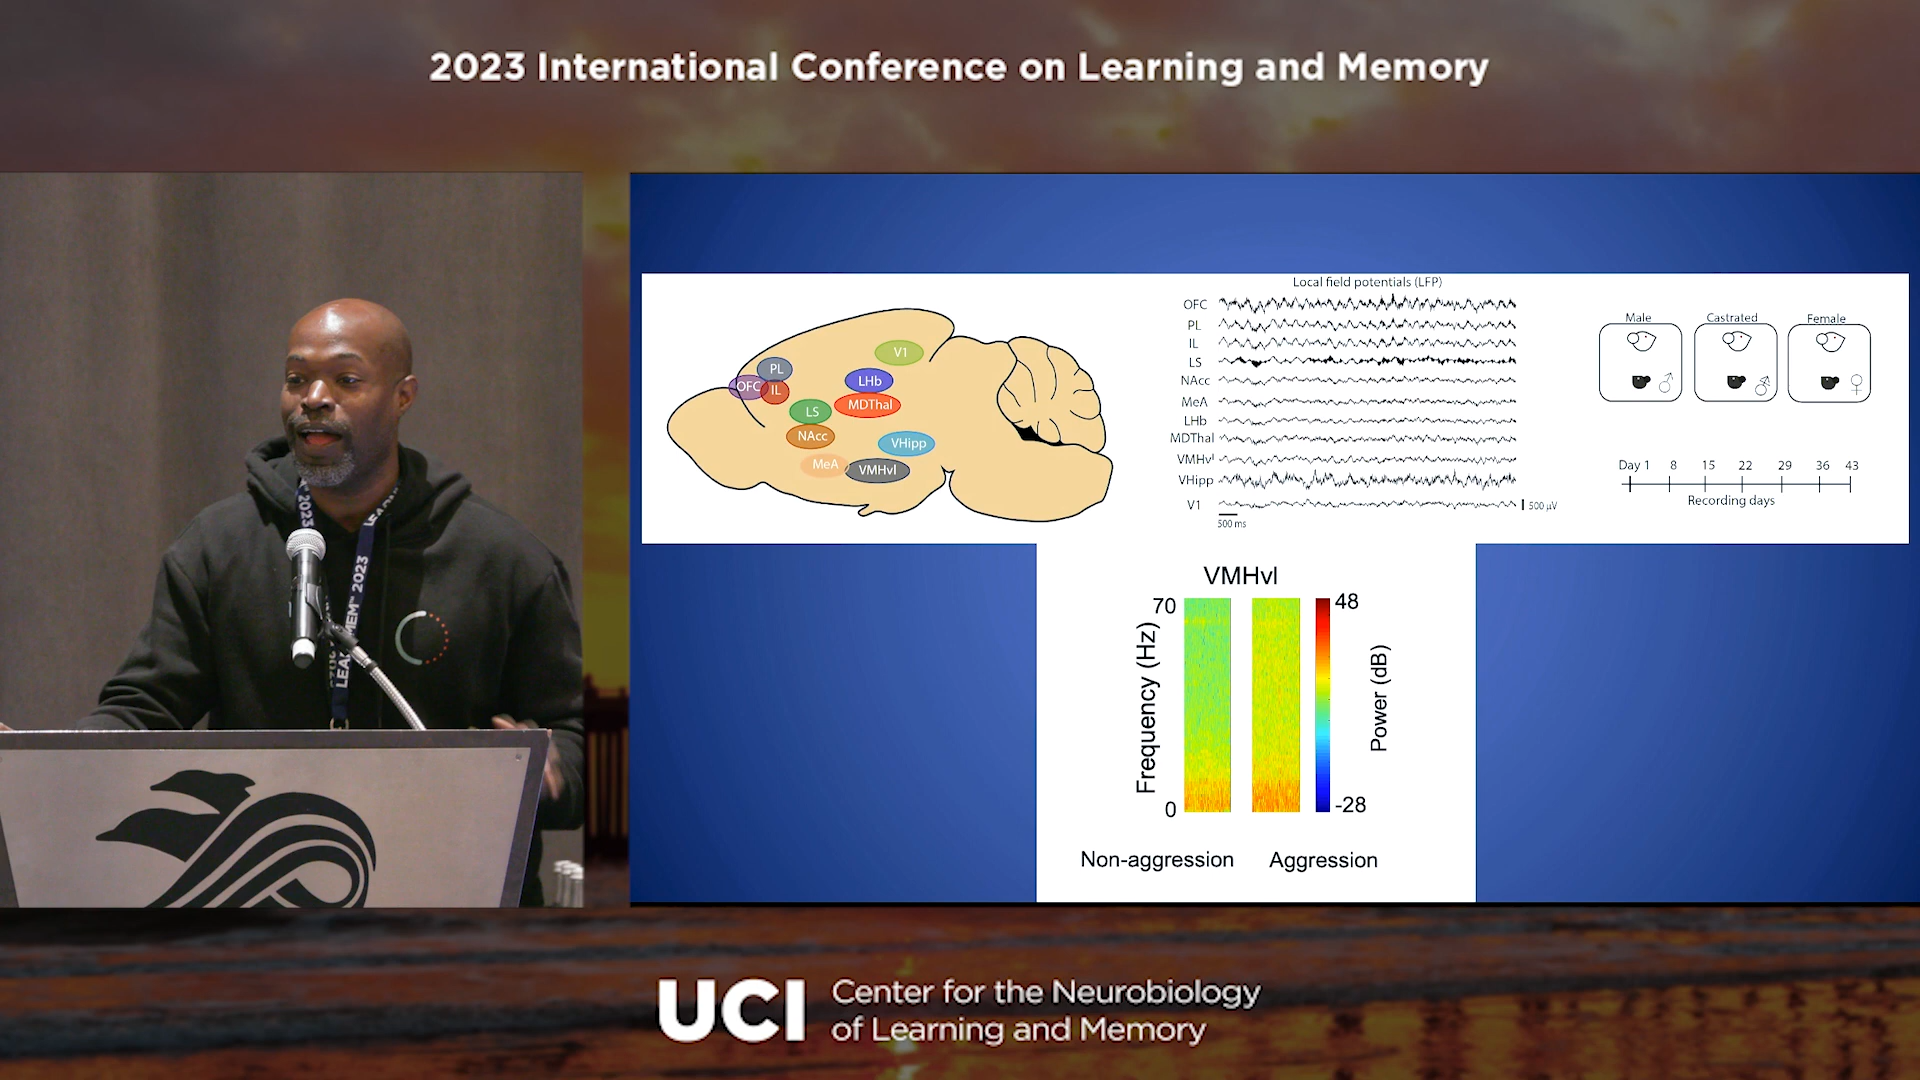 2023 International Conference on Learning and Memory
Local field potentials (LFP)
OFC
PL
IL
LS
NAcc
MeA
LHb
MDThal
VMHvl
VHipp
V1
500 µV
500 ms
V1
PL
OFC
IL
LHb
MDThal
LS
NAcc
VHipp
MeA
VMHvl
Male
Castrated
Female
Day 1 8 15 22 29 36 43
Recording days
VMHvl
70
0
Frequency (Hz)
48
-28
Power (dB)
Non-aggression
Aggression
2023
2023
UCI
Center for the Neurobiology
of Learning and Memory